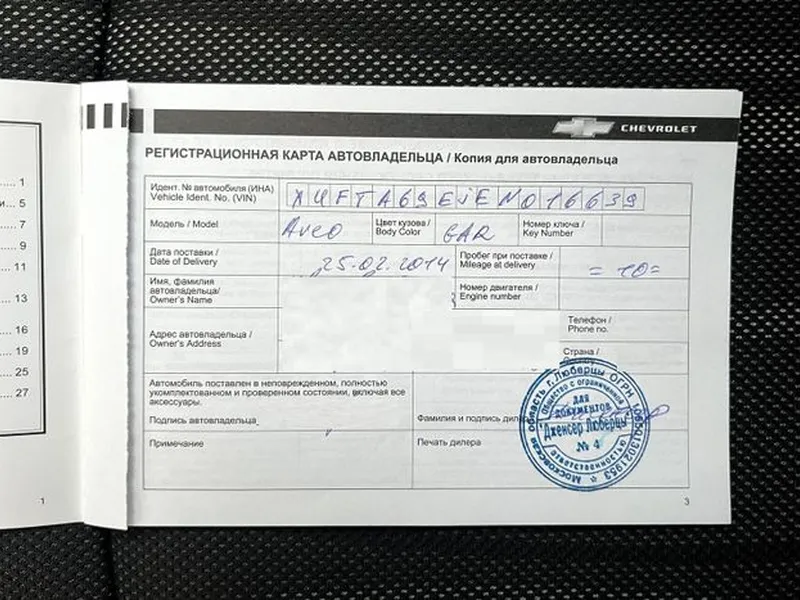 CHEVROLET
РЕГИСТРАЦИОННАЯ КАРТА АВТОВЛАДЕЛЬЦА / Копия для автовладельца
Идент. № автомобиля (ИНА)
Vehicle Ident. No. (VIN)
XUFTA69EJEN016639
Модель / Model
Aveo
Цвет кузова /
Body Color
GAR
Номер ключа /
Key Number
Дата поставки /
Date of Delivery
25.02.2014
Пробег при поставке /
Mileage at delivery
= 10 =
Имя, фамилия
автовладельца/
Owner's Name
Номер двигателя /
Engine number
Адрес автовладельца /
Owner's Address
Телефон /
Phone no.
Страна /
Автомобиль поставлен в неповрежденном, полностью
укомплектованном и проверенном состоянии, включая все
аксессуары.
Подпись автовладельца
Фамилия и подпись
Примечание
Печать дилера
Московская область г. Люберцы ОГРН 1065013021953
Общество с ограниченной ответственностью
для
документов
"Дженсер Люберцы"
№ 4
3
1
5
7
9
11
13
16
19
25
27
1